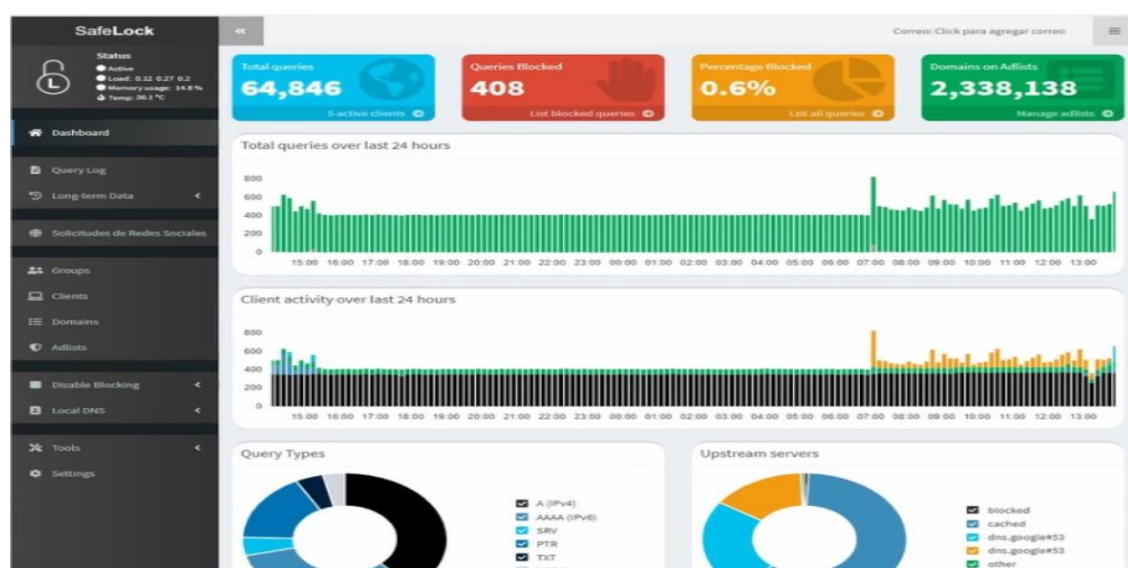 SafeLock
Correo: Click para agregar correo
Status
Active
Load: 0.12 0.27 0.2
Memory usage: 14.8 %
Temp: 36.1 °C
Dashboard
Query Log
Long-term Data
Solicitudes de Redes Sociales
Groups
Clients
Domains
Adlists
Disable Blocking
Local DNS
Tools
Settings
Total queries
64,846
5 active clients
Queries Blocked
408
List blocked queries
Percentage Blocked
0.6%
List all queries
Domains on Adlists
2,338,138
Manage adlists
Total queries over last 24 hours
800
600
400
200
0
15:00 16:00 17:00 18:00 19:00 20:00 21:00 22:00 23:00 00:00 01:00 02:00 03:00 04:00 05:00 06:00 07:00 08:00 09:00 10:00 11:00 12:00 13:00
Client activity over last 24 hours
800
600
400
200
0
15:00 16:00 17:00 18:00 19:00 20:00 21:00 22:00 23:00 00:00 01:00 02:00 03:00 04:00 05:00 06:00 07:00 08:00 09:00 10:00 11:00 12:00 13:00
Query Types
A (IPv4)
AAAA (IPv6)
SRV
PTR
TXT
Upstream servers
blocked
cached
dns.google#53
dns.google#53
other